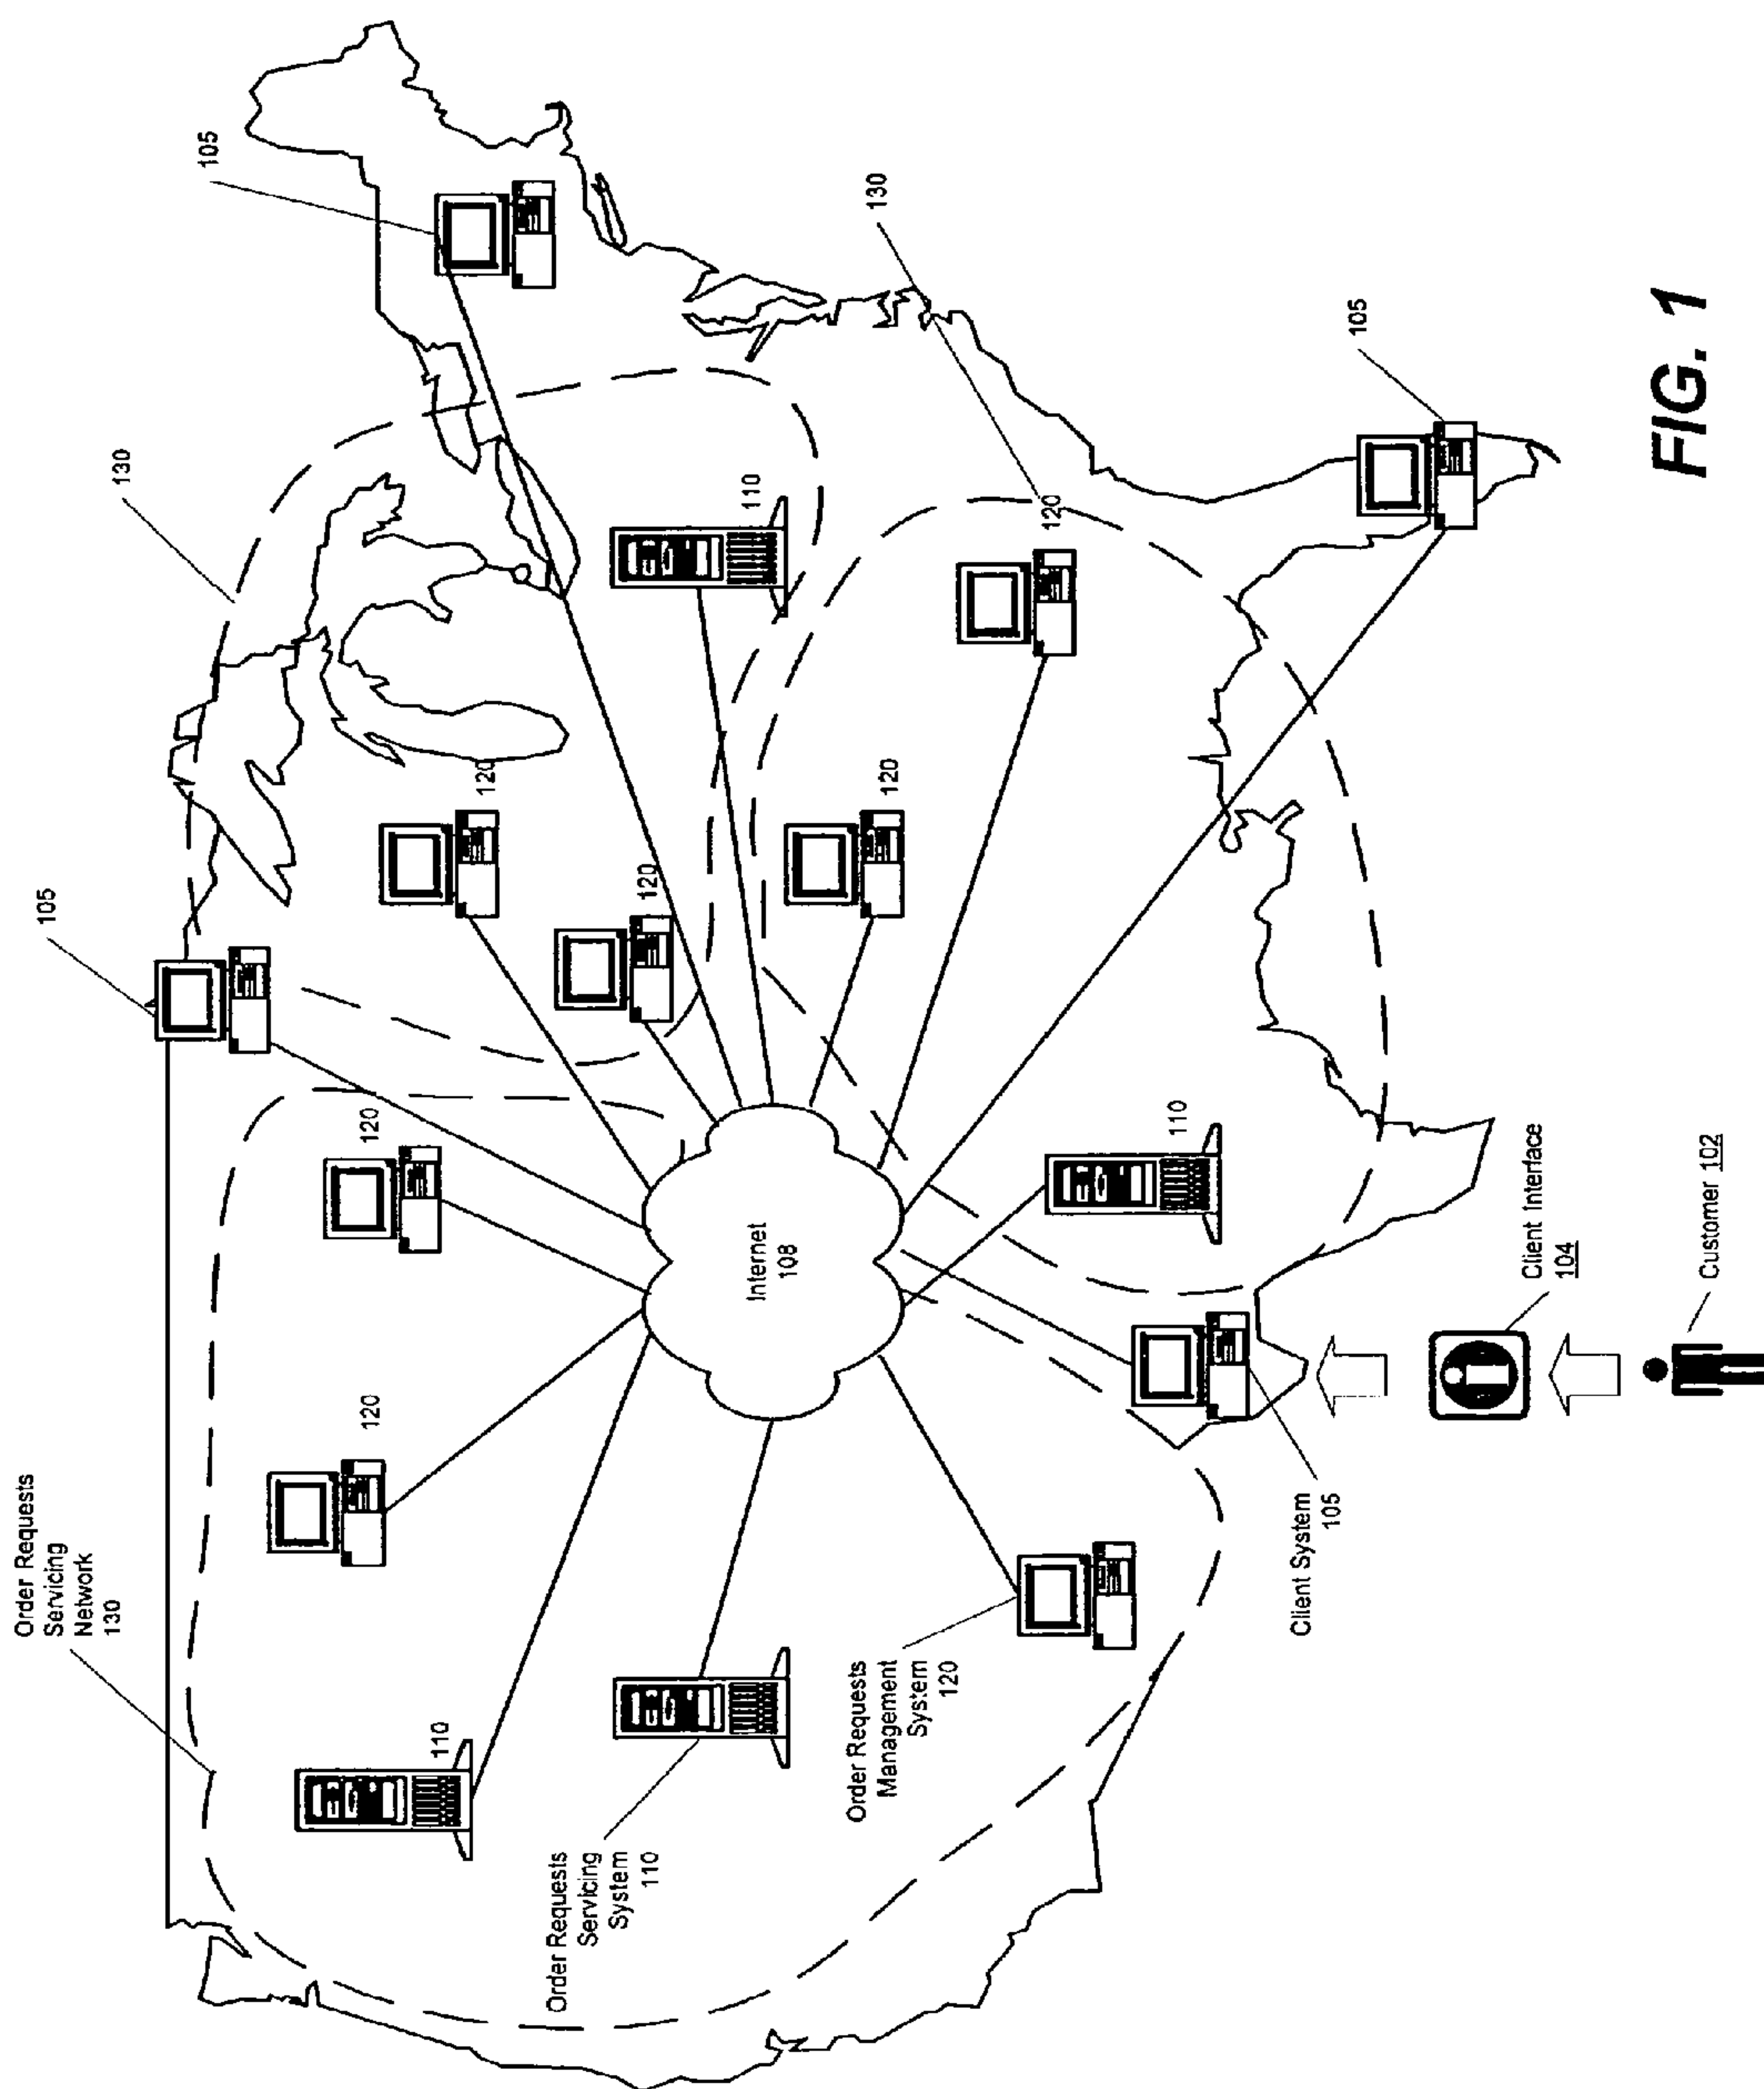 Order Requests
Servicing
Network
130
105
130
105
120
120
120
120
110
110
Order Requests
Servicing
System
110
Internet
108
120
130
120
Order Requests
Management
System
120
110
Client System
105
105
Client Interface
104
Customer 102
FIG. 1